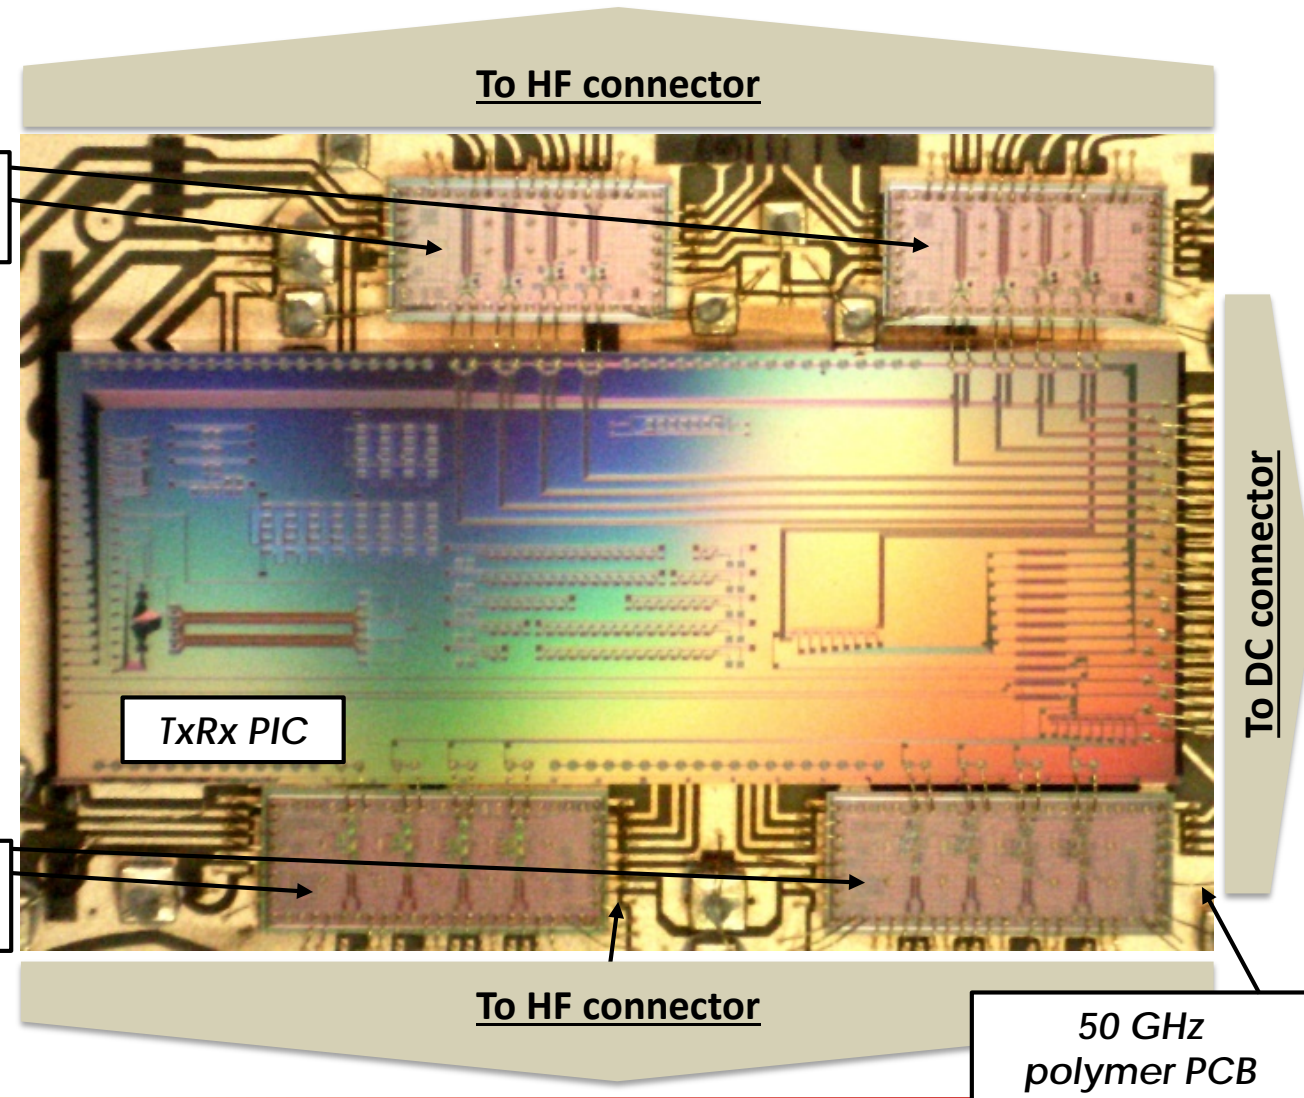 To HF connector
To DC connector
TxRx PIC
To HF connector
50 GHz
polymer PCB